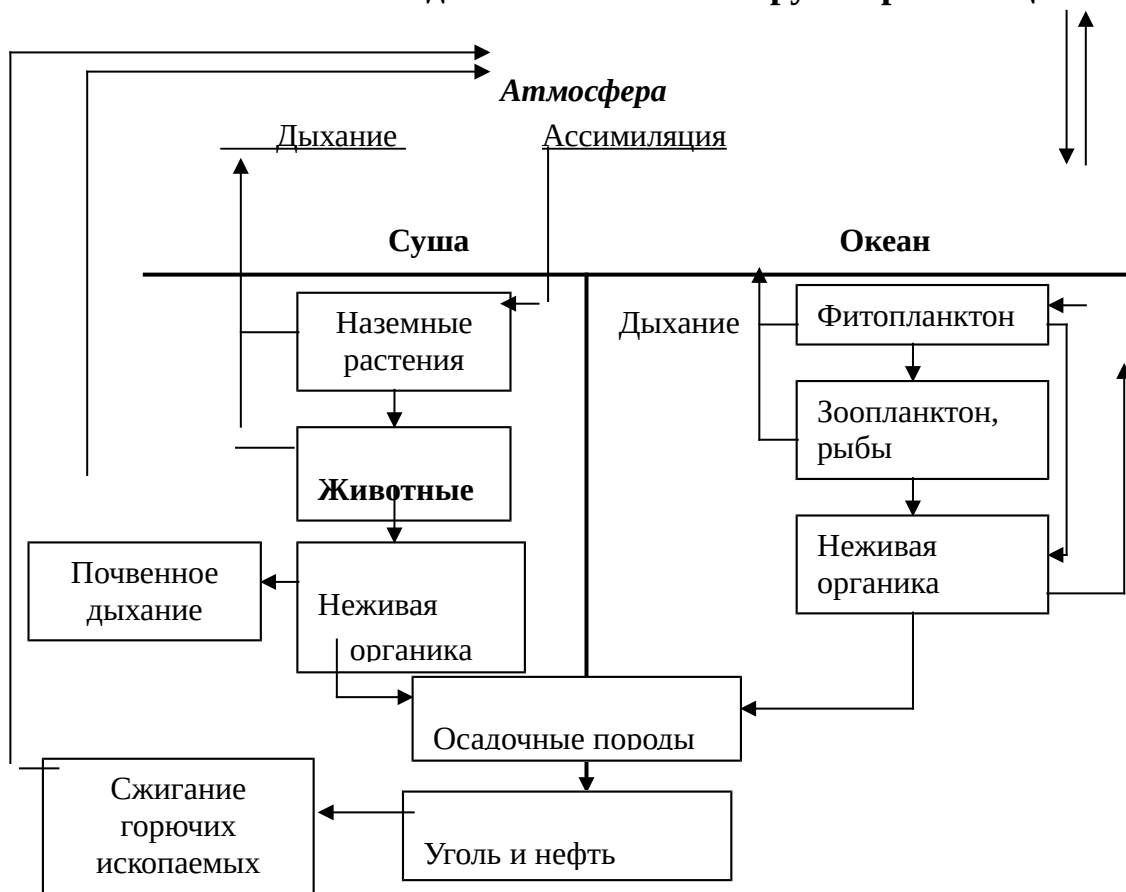 Атмосфера
Дыхание
Ассимиляция
Суша
Океан
Наземные
растения
Дыхание
Фитопланктон
Зоопланктон,
рыбы
Животные
Неживая
органика
Почвенное
дыхание
Неживая
органика
Осадочные породы
Сжигание
горючих
ископаемых
Уголь и нефть